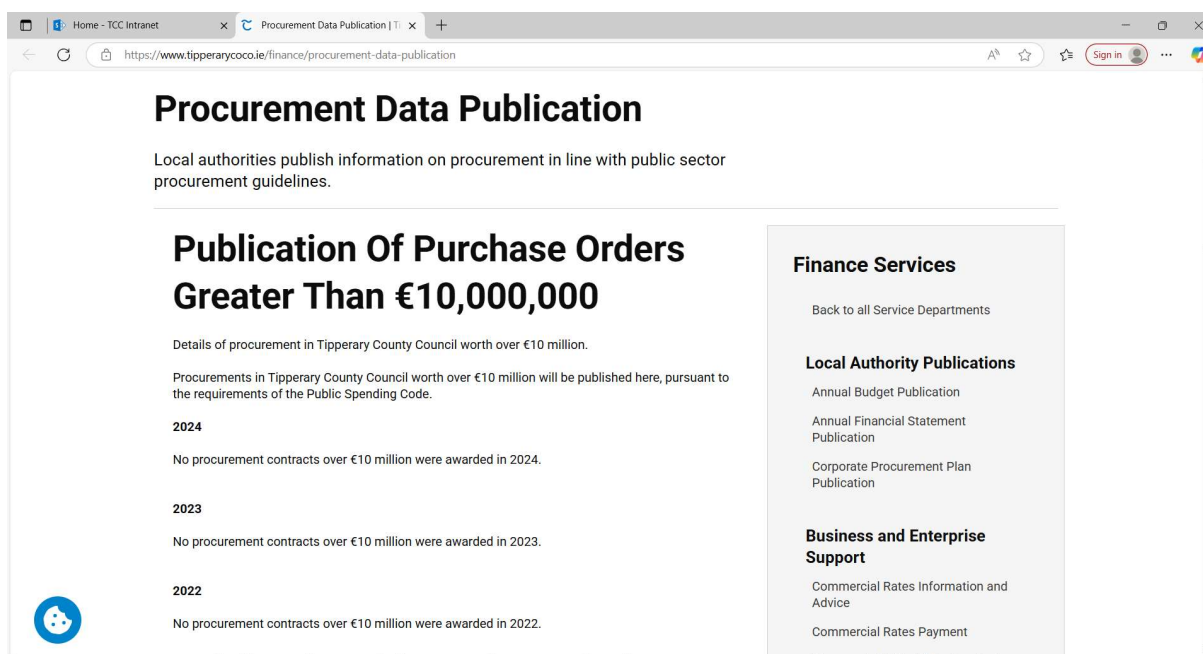 Home - TCC Intranet
Procurement Data Publication | Ti
https://www.tipperarycoco.ie/finance/procurement-data-publication
Sign in
Procurement Data Publication
Local authorities publish information on procurement in line with public sector
procurement guidelines.
Publication Of Purchase Orders
Greater Than €10,000,000
Details of procurement in Tipperary County Council worth over €10 million.
Procurements in Tipperary County Council worth over €10 million will be published here, pursuant to
the requirements of the Public Spending Code.
2024
No procurement contracts over €10 million were awarded in 2024.
2023
No procurement contracts over €10 million were awarded in 2023.
2022
No procurement contracts over €10 million were awarded in 2022.
Finance Services
Back to all Service Departments
Local Authority Publications
Annual Budget Publication
Annual Financial Statement
Publication
Corporate Procurement Plan
Publication
Business and Enterprise
Support
Commercial Rates Information and
Advice
Commercial Rates Payment